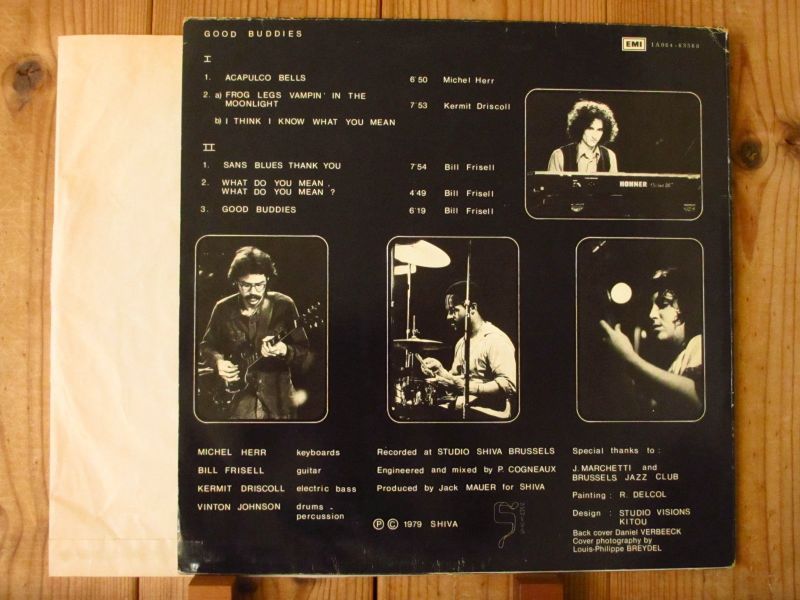 GOOD BUDDIES
EMI 1A064-63560
I
1. ACAPULCO BELLS 6'50 Michel Herr
2. a) FROG LEGS VAMPIN' IN THE
MOONLIGHT 7'53 Kermit Driscoll
b) I THINK I KNOW WHAT YOU MEAN
II
1. SANS BLUES THANK YOU 7'54 Bill Frisell
2. WHAT DO YOU MEAN ,
WHAT DO YOU MEAN ? 4'49 Bill Frisell
3. GOOD BUDDIES 6'19 Bill Frisell
HOHNER
MICHEL HERR keyboards
BILL FRISELL guitar
KERMIT DRISCOLL electric bass
VINTON JOHNSON drums -
percussion
Recorded at STUDIO SHIVA BRUSSELS
Engineered and mixed by P. COGNEAUX
Produced by Jack MAUER for SHIVA
Ⓟ © 1979 SHIVA
Special thanks to :
J. MARCHETTI and
BRUSSELS JAZZ CLUB
Painting : R. DELCOL
Design : STUDIO VISIONS
KITOU
Back cover Daniel VERBEECK
Cover photography by
Louis-Philippe BREYDEL